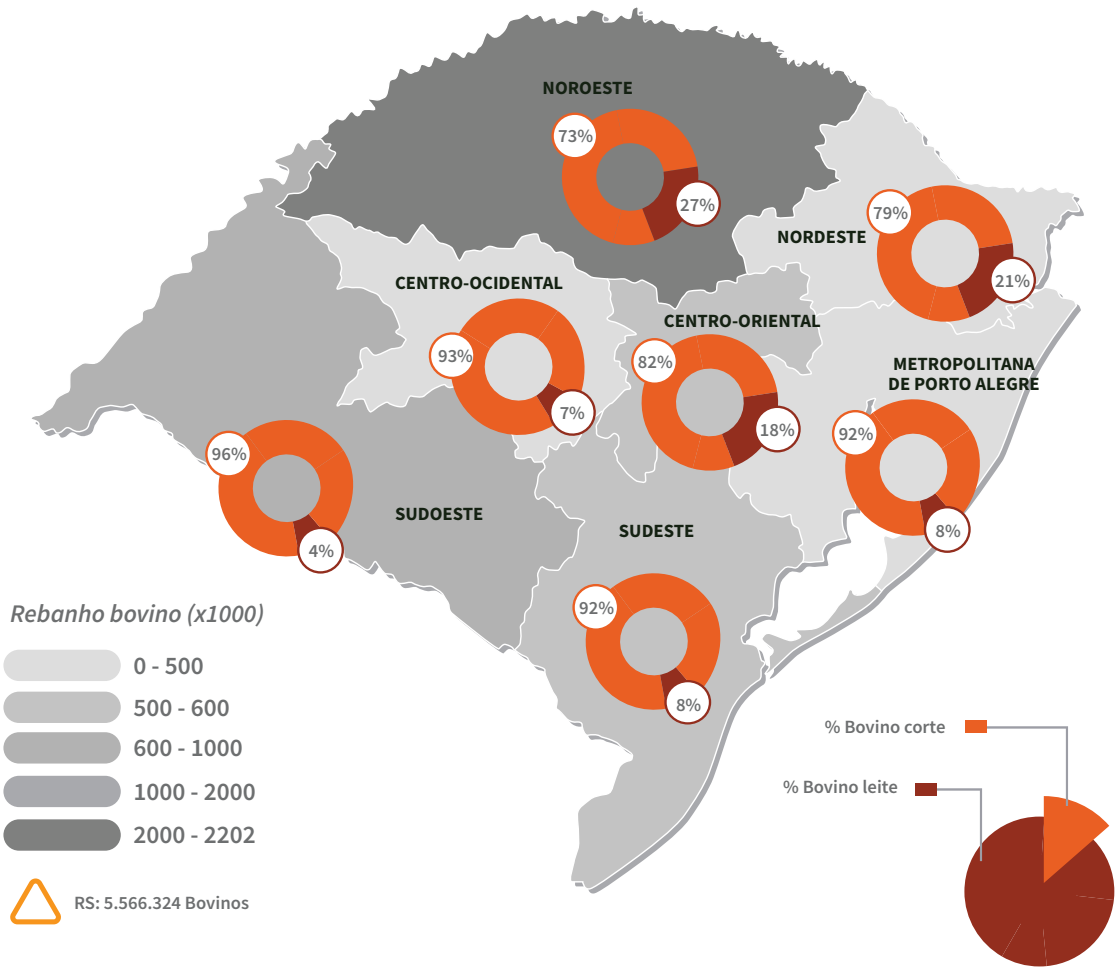 NOROESTE
73%
27%
79%
NORDESTE
21%
CENTRO-OCIDENTAL
93%
7%
CENTRO-ORIENTAL
82%
18%
METROPOLITANA
DE PORTO ALEGRE
92%
8%
96%
SUDOESTE
4%
SUDESTE
92%
8%
Rebanho bovino (x1000)
0 - 500
500 - 600
600 - 1000
1000 - 2000
2000 - 2202
RS: 5.566.324 Bovinos
% Bovino corte
% Bovino leite